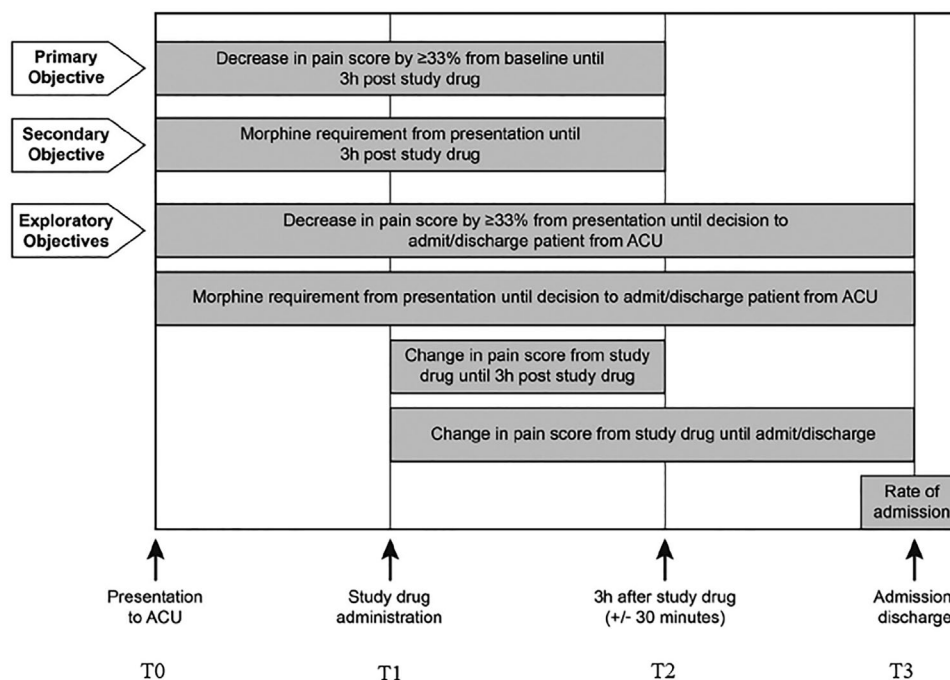 Primary
Objective
Decrease in pain score by ≥33% from baseline until
3h post study drug
Secondary
Objective
Morphine requirement from presentation until
3h post study drug
Exploratory
Objectives
Decrease in pain score by ≥33% from presentation until decision to
admit/discharge patient from ACU
Morphine requirement from presentation until decision to admit/discharge patient from ACU
Change in pain score from study
drug until 3h post study drug
Change in pain score from study drug until admit/discharge
Rate of
admission
Presentation
to ACU
Study drug
administration
3h after study drug
(+/- 30 minutes)
Admission
discharge
T0
T1
T2
T3